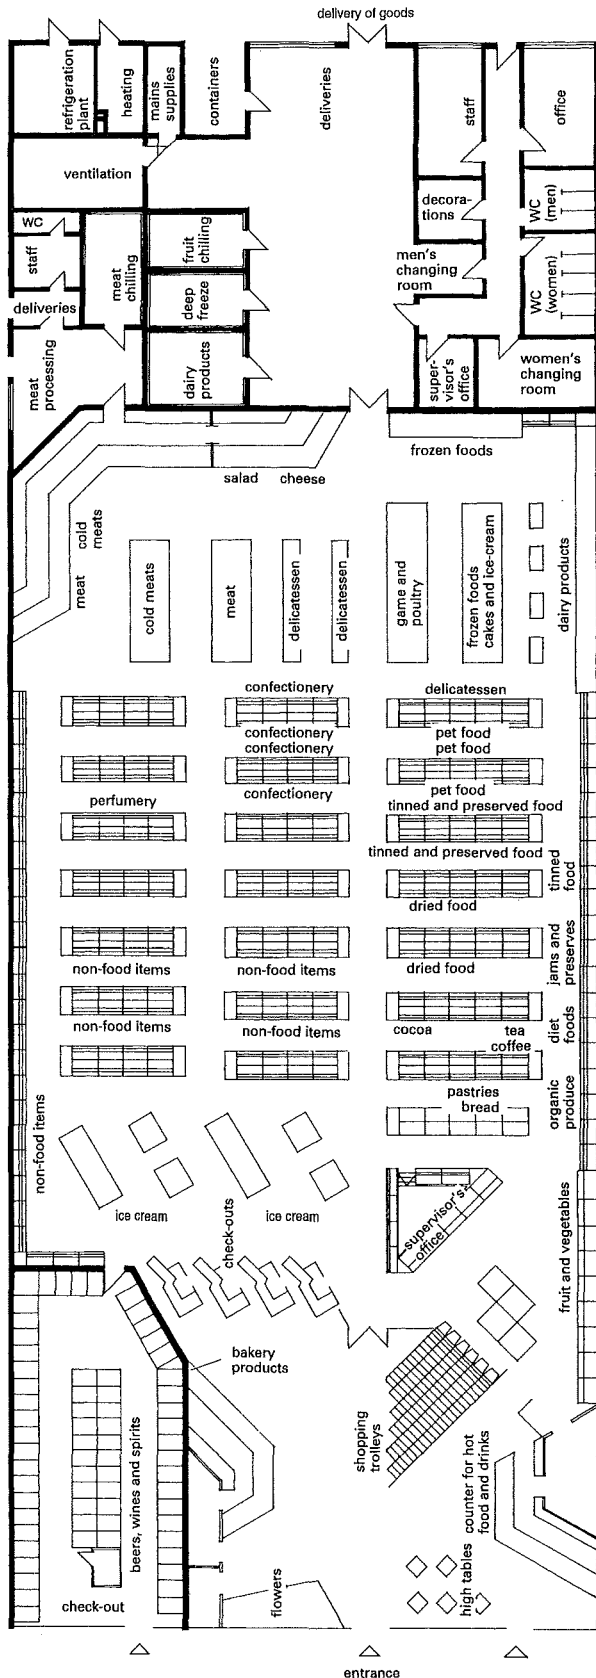 delivery of goods
refrigeration
plant
heating
mains
supplies
containers
deliveries
staff
office
ventilation
WC
staff
deliveries
meat
processing
meat
chilling
fruit
chilling
deep
freeze
dairy
products
decora-
tions
men's
changing
room
WC
(men)
WC
(women)
super-
visor's
office
women's
changing
room
salad
cheese
frozen foods
meat
cold
meats
cold meats
meat
delicatessen
delicatessen
game and
poultry
frozen foods
cakes and ice-cream
dairy products
confectionery
delicatessen
confectionery
pet food
confectionery
pet food
confectionery
pet food
perfumery
tinned and preserved food
tinned and preserved food
tinned
food
dried food
non-food items
non-food items
dried food
jams and
preserves
non-food items
non-food items
cocoa
tea
coffee
diet
foods
pastries
bread
organic
produce
non-food items
ice cream
ice cream
check-outs
supervisor's
office
fruit and vegetables
bakery
products
shopping
trolleys
beers, wines and spirits
check-out
flowers
counter for hot
food and drinks
high tables
entrance